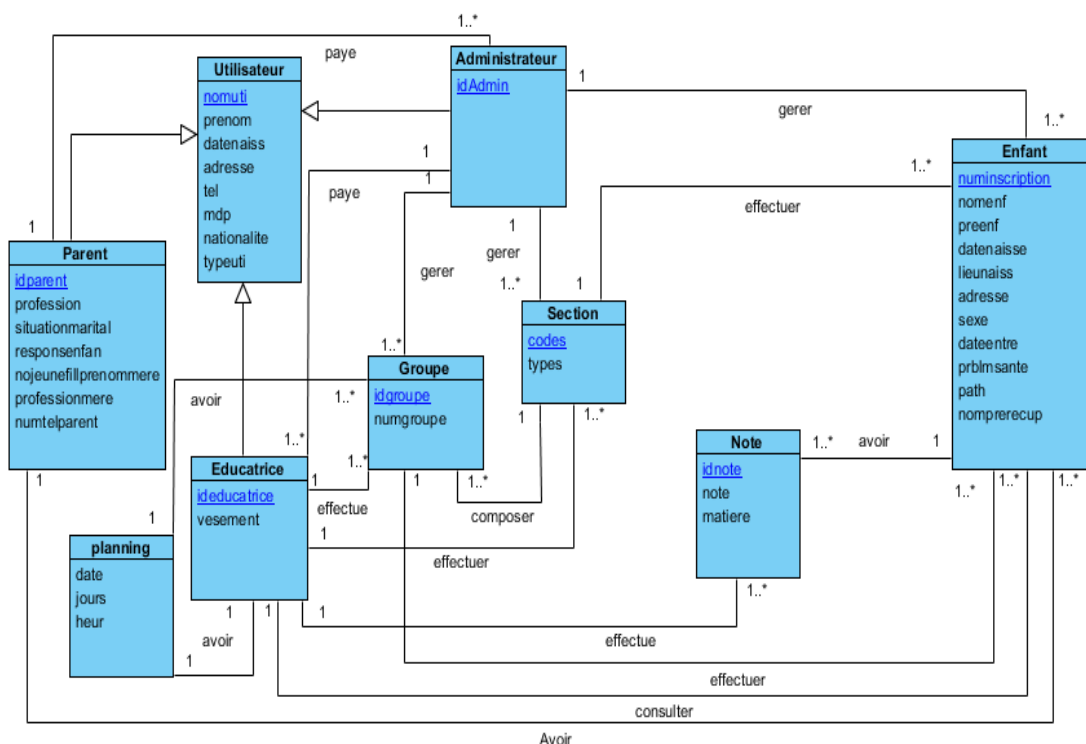 1..*
paye
Utilisateur
nomuti
prenom
datenaiss
adresse
tel
mdp
nationalite
typeuti
Administrateur
idAdmin
1
gerer
1..*
Enfant
numinscription
nomenf
preenf
datenaisse
lieunaiss
adresse
sexe
dateentre
prblmsante
path
nomprerecup
1
paye
1
1..*
effectuer
1
Parent
idparent
profession
situationmarital
responsenfan
nojeunefillprenommere
professionmere
numtelparent
1
gerer
gerer
1..*
1
Section
codes
types
1..*
Groupe
idgroupe
numgroupe
avoir
1..*
1
1..*
Note
idnote
note
matiere
1..*
avoir
1
1..*
1..*
Educatrice
ideducatrice
vesement
1
effectue
1
1..*
composer
1
1..*
1..*
1..*
1
planning
date
jours
heur
1
effectuer
1..*
1
avoir
1
1
1
effectue
effectuer
consulter
Avoir